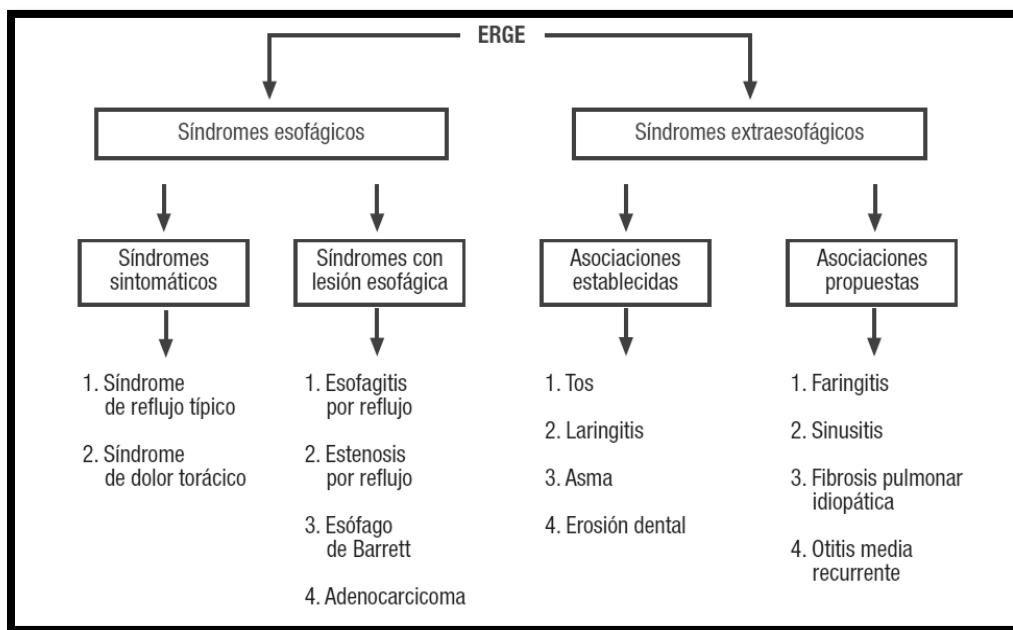 ERGE
Síndromes esofágicos
Síndromes extraesofágicos
Síndromes
sintomáticos
Síndromes con
lesión esofágica
Asociaciones
establecidas
Asociaciones
propuestas
1. Síndrome
de reflujo típico
2. Síndrome
de dolor torácico
1. Esofagitis
por reflujo
2. Estenosis
por reflujo
3. Esófago
de Barrett
4. Adenocarcicoma
1. Tos
2. Laringitis
3. Asma
4. Erosión dental
1. Faringitis
2. Sinusitis
3. Fibrosis pulmonar
idiopática
4. Otitis media
recurrente